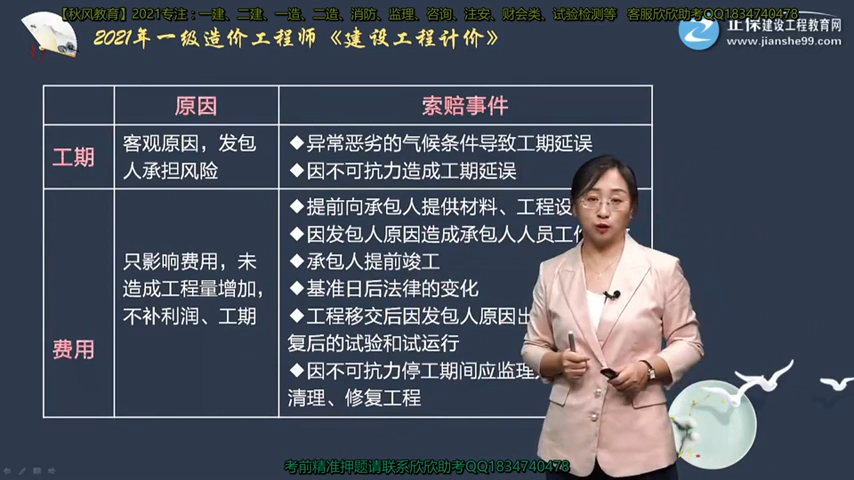 【秋风教育】2021专注：一建、二建、一造、二造、消防、监理、咨询、注安、财会类、试验检测等 客服欣欣助考QQ1834740478
2021年一级造价工程师《建设工程计价》
正保建设工程教育网
www.jianshe99.com
原因
索赔事件
工期
客观原因，发包
人承担风险
◆异常恶劣的气候条件导致工期延误
◆因不可抗力造成工期延误
费用
只影响费用，未
造成工程量增加，
不补利润、工期
◆提前向承包人提供材料、工程设
◆因发包人原因造成承包人人员工
◆承包人提前竣工
◆基准日后法律的变化
◆工程移交后因发包人原因出
复后的试验和试运行
◆因不可抗力停工期间应监理
清理、修复工程
考前精准押题请联系欣欣助考QQ1834740478